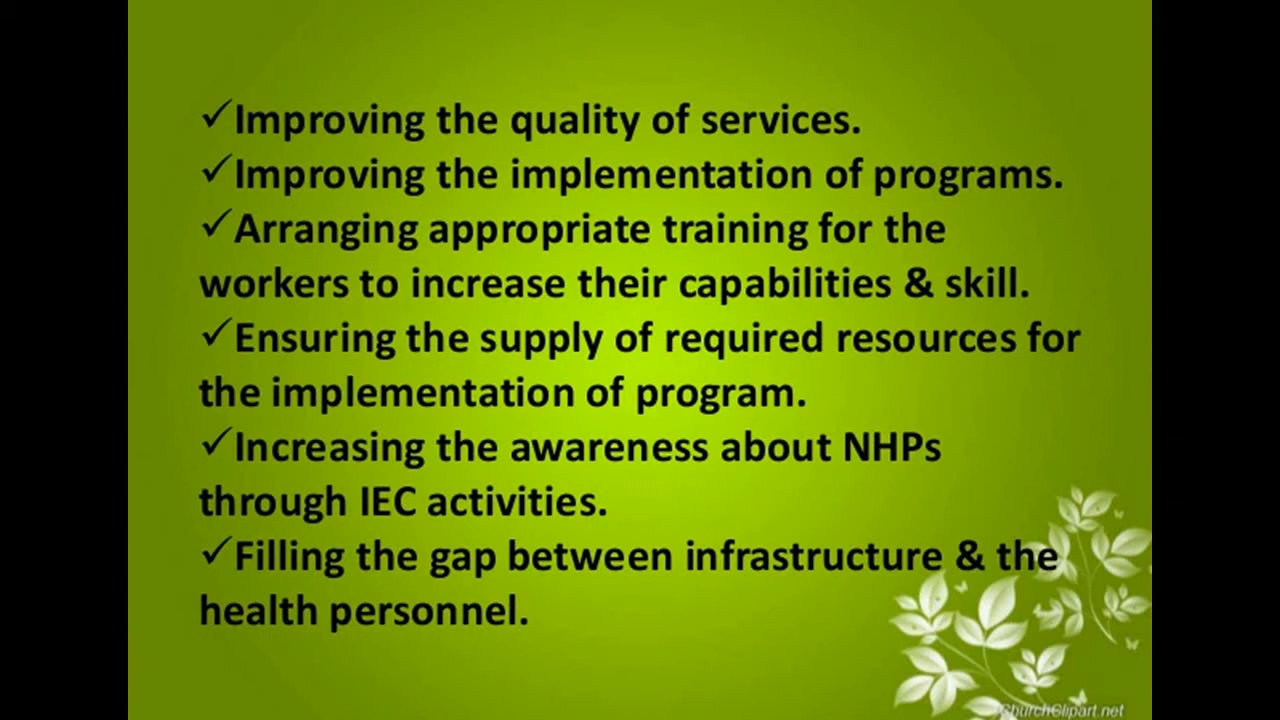 ✓Improving the quality of services.
✓Improving the implementation of programs.
✓Arranging appropriate training for the
workers to increase their capabilities & skill.
✓Ensuring the supply of required resources for
the implementation of program.
✓Increasing the awareness about NHPs
through IEC activities.
✓Filling the gap between infrastructure & the
health personnel.
ChurchClipart.net